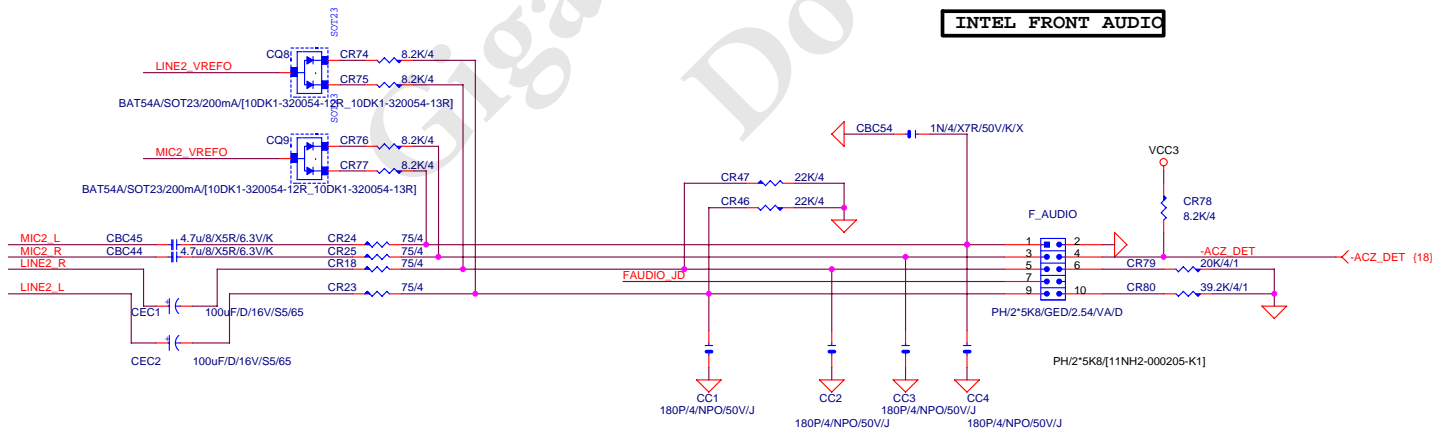 INTEL FRONT AUDIO
Giga
Do
SOT23
CQ8
CR74 8.2K/4
LINE2_VREFO
CR75 8.2K/4
BAT54A/SOT23/200mA/[10DK1-320054-12R_10DK1-320054-13R]
SOT23
CQ9
CR76 8.2K/4
MIC2_VREFO
CR77 8.2K/4
BAT54A/SOT23/200mA/[10DK1-320054-12R_10DK1-320054-13R]
CBC54 1N/4/X7R/50V/K/X
VCC3
CR47 22K/4
CR46 22K/4
CR78
8.2K/4
F_AUDIO
MIC2_L CBC45 4.7u/8/X5R/6.3V/K CR24 75/4
1 2
MIC2_R CBC44 4.7u/8/X5R/6.3V/K CR25 75/4
3 4
-ACZ_DET
-ACZ_DET {18}
LINE2_R CR18 75/4
5 6
CR79 20K/4/1
FAUDIO_JD
7
LINE2_L CR23 75/4
9 10
CR80 39.2K/4/1
CEC1 100uF/D/16V/S5/65
PH/2*5K8/GED/2.54/VA/D
CEC2 100uF/D/16V/S5/65
PH/2*5K8/[11NH2-000205-K1]
CC1
180P/4/NPO/50V/J
CC2
180P/4/NPO/50V/J
CC3
180P/4/NPO/50V/J
CC4
180P/4/NPO/50V/J